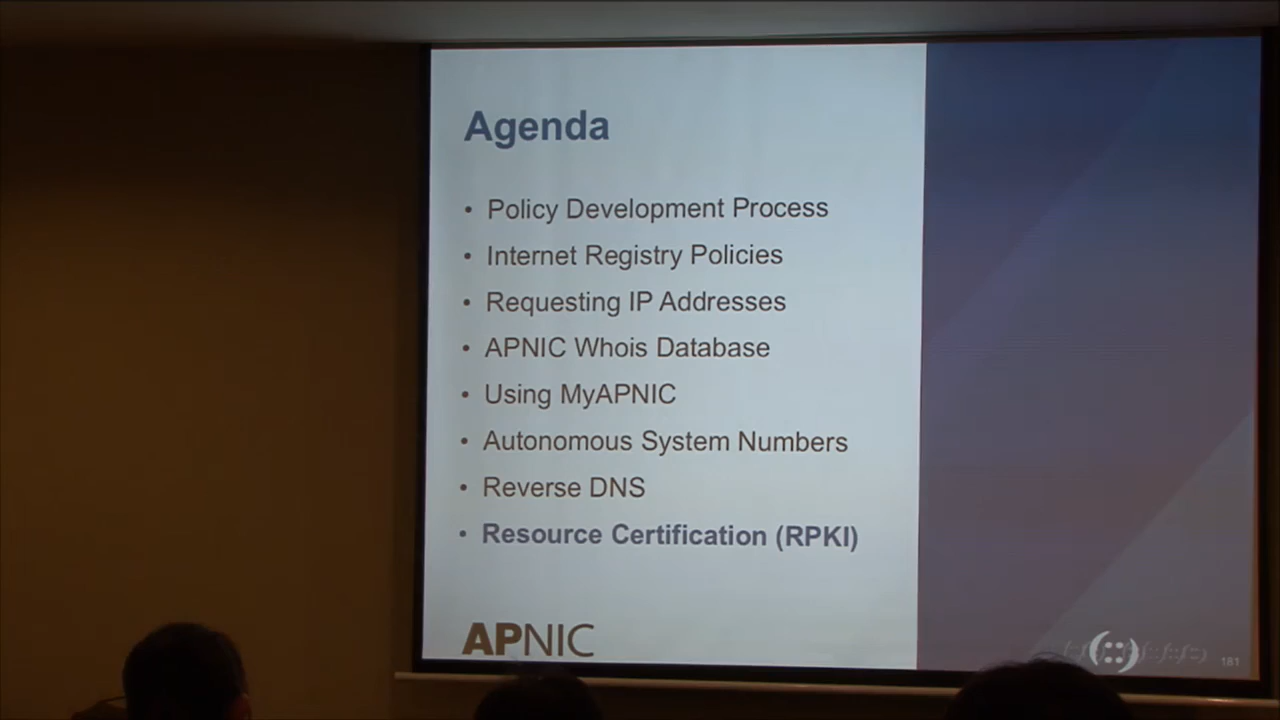 Agenda
• Policy Development Process
• Internet Registry Policies
• Requesting IP Addresses
• APNIC Whois Database
• Using MyAPNIC
• Autonomous System Numbers
• Reverse DNS
• Resource Certification (RPKI)
APNIC
181